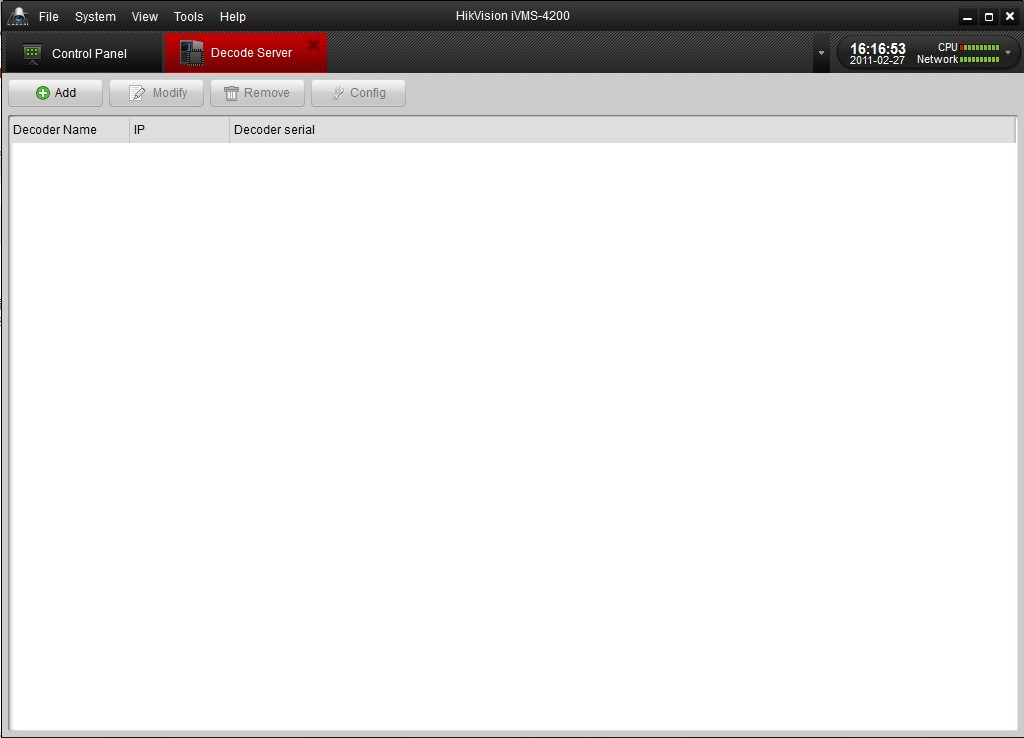 File System View Tools Help HikVision iVMS-4200
Control Panel Decode Server 16:16:53 CPU
2011-02-27 Network
Add Modify Remove Config
Decoder Name IP Decoder serial